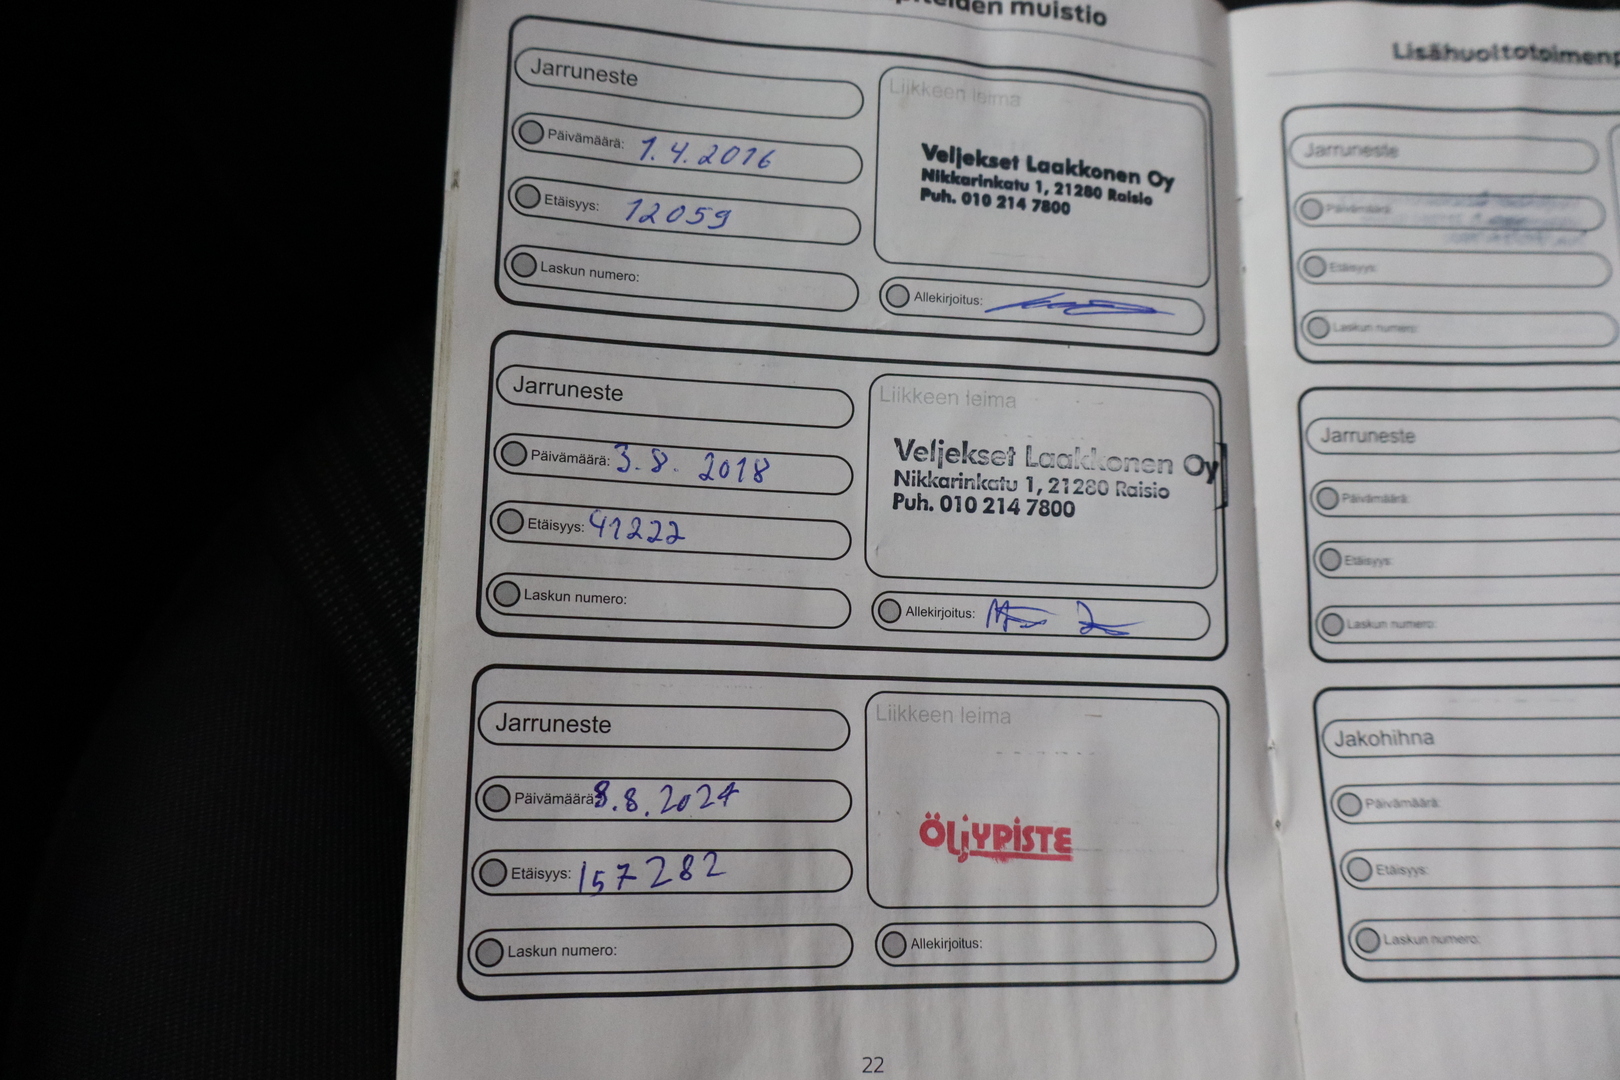 muistio
Jarruneste
Päivämäärä: 1.4.2016
Etäisyys: 12059
Laskun numero:
Liikkeen leima
Veljekset Laakkonen Oy
Nikkarinkatu 1, 21280 Raisio
Puh. 010 214 7800
Allekirjoitus:
Jarruneste
Päivämäärä: 3.8. 2018
Etäisyys: 41222
Laskun numero:
Liikkeen leima
Veljekset Laakkonen Oy
Nikkarinkatu 1, 21280 Raisio
Puh. 010 214 7800
Allekirjoitus:
Jarruneste
Päivämäärä 8.8.2024
Etäisyys: 157282
Laskun numero:
Liikkeen leima
ÖLJYPISTE
Allekirjoitus:
22
Jarruneste
Päivämäärä:
Etäisyys:
Laskun numero:
Jarruneste
Päivämäärä:
Etäisyys:
Laskun numero:
Jakohihna
Päivämäärä:
Etäisyys:
Laskun numero: